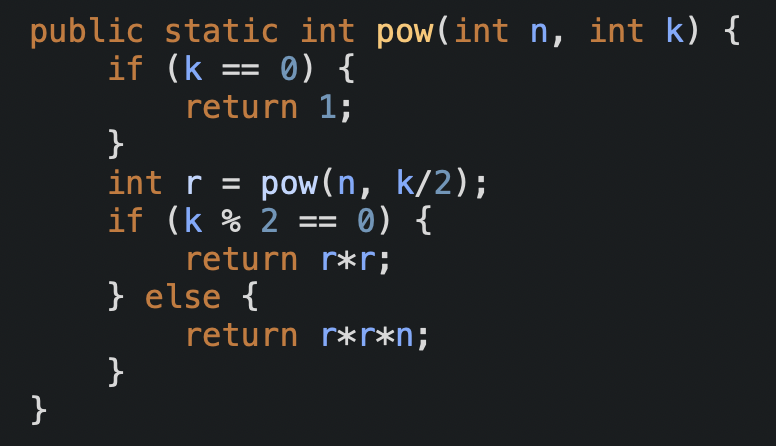 public static int pow(int n, int k) {
    if (k == 0) {
        return 1;
    }
    int r = pow(n, k/2);
    if (k % 2 == 0) {
        return r*r;
    } else {
        return r*r*n;
    }
}